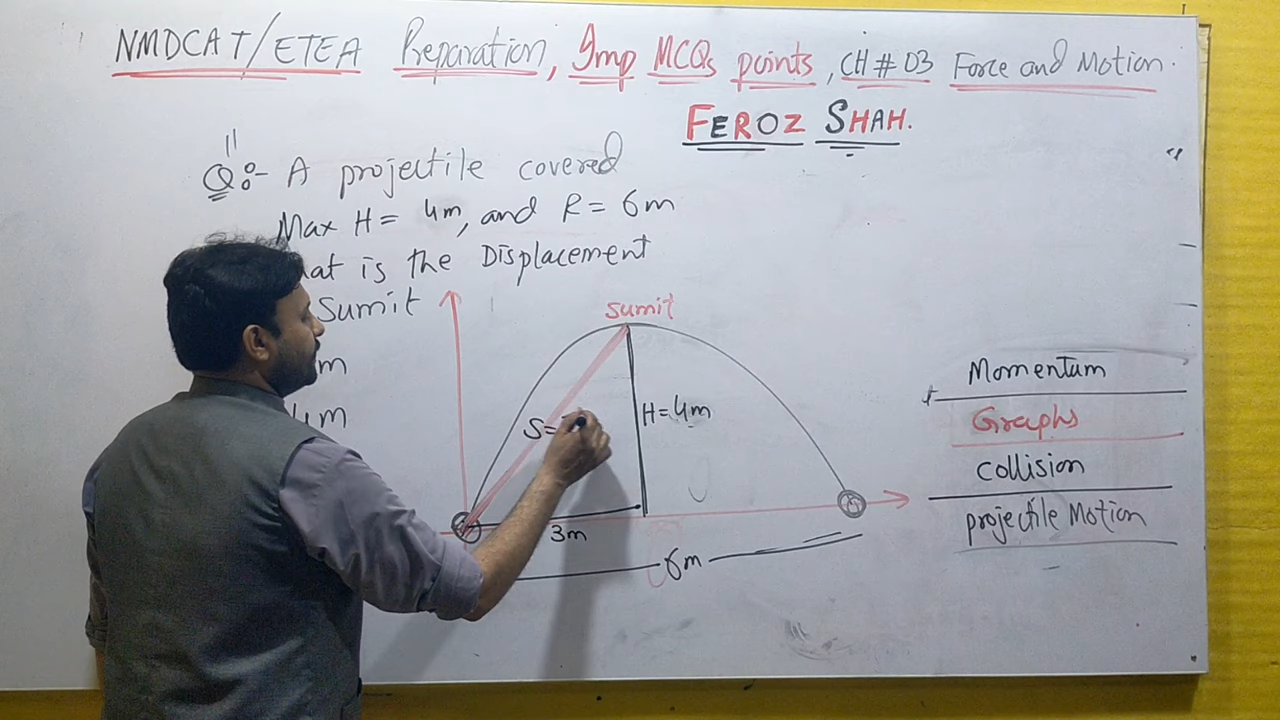 NMDCAT/ETEA Preparation, Imp MCQs points, CH # 03 Force and Motion.
FEROZ SHAH.
Q:- A projectile covered
Max H = 4m, and R = 6m
at is the Displacement
Sumit
m
4m
sumit
S=
H=4m
3m
6m
Momentum
Graphs
collision
projectile Motion